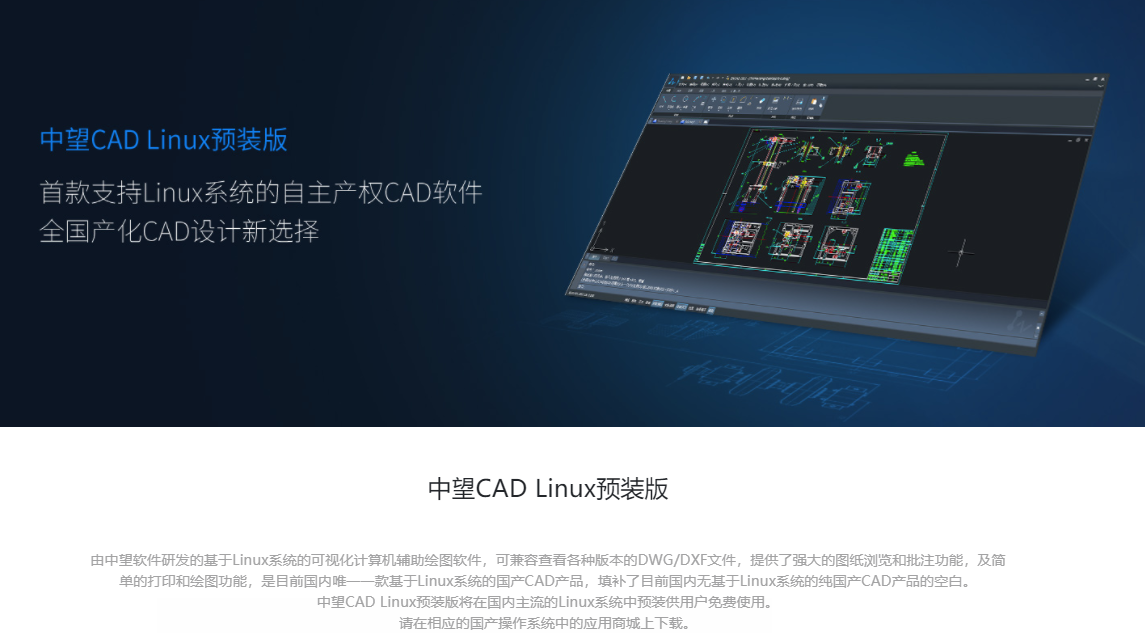 中望CAD Linux预装版
首款支持Linux系统的自主产权CAD软件
全国产化CAD设计新选择
中望CAD Linux预装版
由中望软件研发的基于Linux系统的可视化计算机辅助绘图软件，可兼容查看各种版本的DWG/DXF文件，提供了强大的图纸浏览和批注功能，及简
单的打印和绘图功能，是目前国内唯一一款基于Linux系统的国产CAD产品，填补了目前国内无基于Linux系统的纯国产CAD产品的空白。
中望CAD Linux预装版将在国内主流的Linux系统中预装供用户免费使用。
请在相应的国产操作系统中的应用商城上下载。